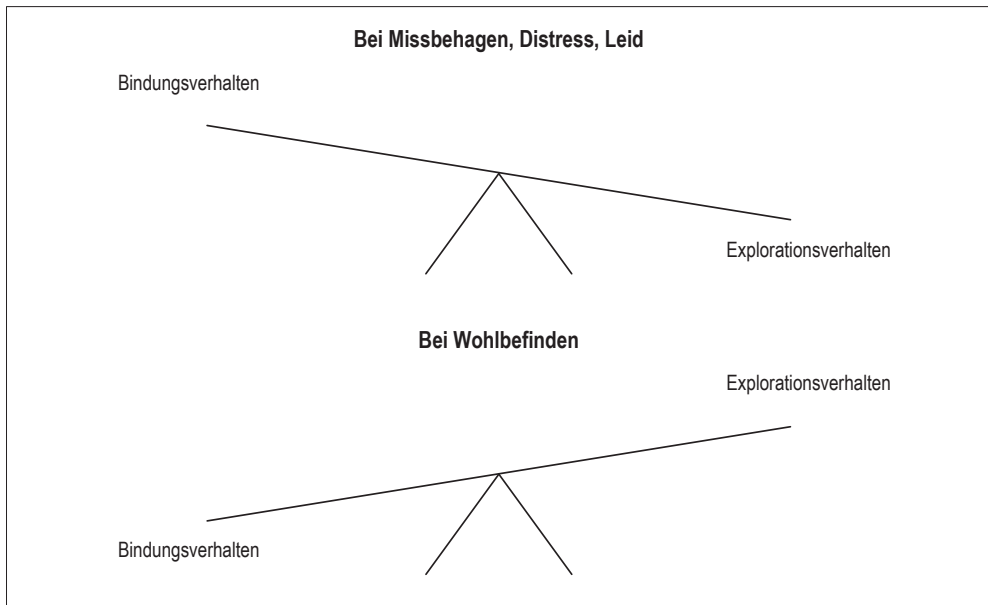 Bei Missbehagen, Distress, Leid
Bindungsverhalten
Explorationsverhalten
Bei Wohlbefinden
Explorationsverhalten
Bindungsverhalten